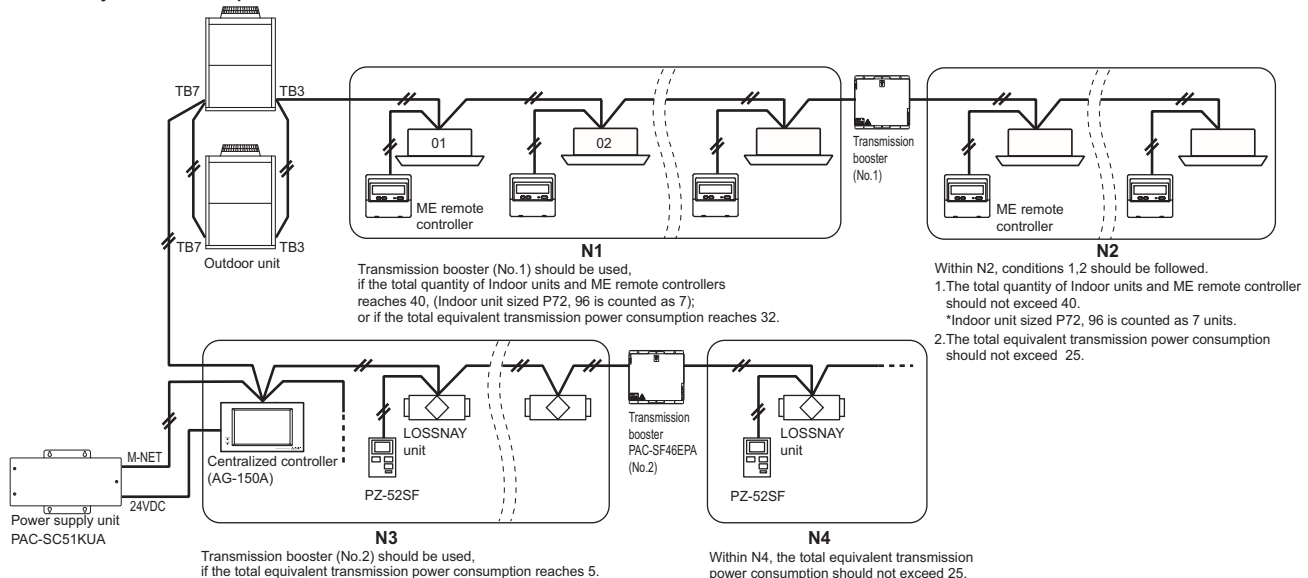 TB7
TB3
01
02
Transmission
booster
(No.1)
ME remote
controller
ME remote
controller
TB7
TB3
Outdoor unit
N1
Transmission booster (No.1) should be used,
if the total quantity of Indoor units and ME remote controllers
reaches 40, (Indoor unit sized P72, 96 is counted as 7);
or if the total equivalent transmission power consumption reaches 32.
N2
Within N2, conditions 1,2 should be followed.
1.The total quantity of Indoor units and ME remote controller
should not exceed 40.
*Indoor unit sized P72, 96 is counted as 7 units.
2.The total equivalent transmission power consumption
should not exceed 25.
M-NET
24VDC
Power supply unit
PAC-SC51KUA
Centralized controller
(AG-150A)
LOSSNAY
unit
PZ-52SF
Transmission
booster
PAC-SF46EPA
(No.2)
LOSSNAY
unit
PZ-52SF
N3
Transmission booster (No.2) should be used,
if the total equivalent transmission power consumption reaches 5.
N4
Within N4, the total equivalent transmission
power consumption should not exceed 25.